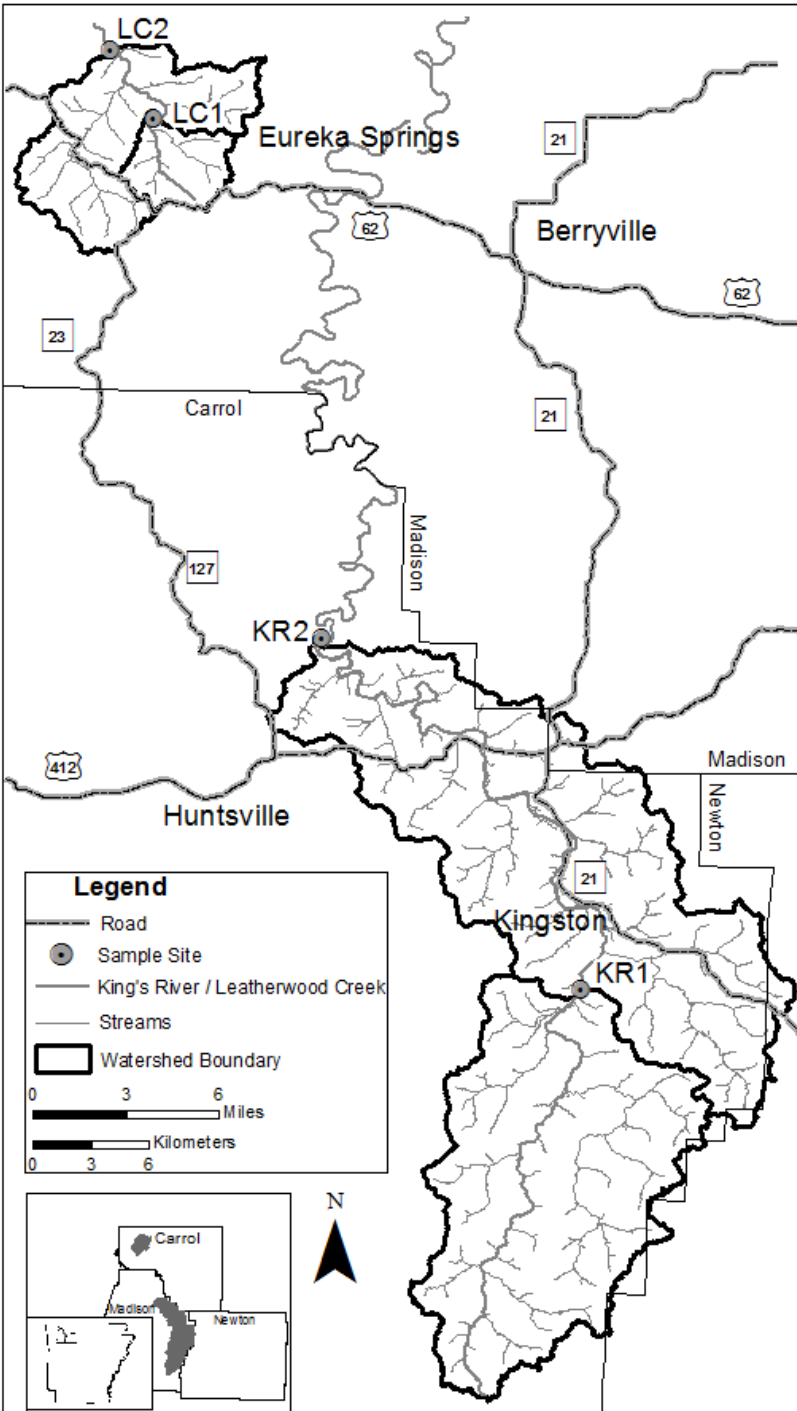 LC2
LC1
Eureka Springs
21
62
Berryville
62
23
Carrol
21
Madison
127
KR2
412
Madison
Newton
Huntsville
21
Kingston
KR1
Legend
Road
Sample Site
King's River / Leatherwood Creek
Streams
Watershed Boundary
0 3 6
Miles
Kilometers
0 3 6
N
Carrol
Madison
Newton